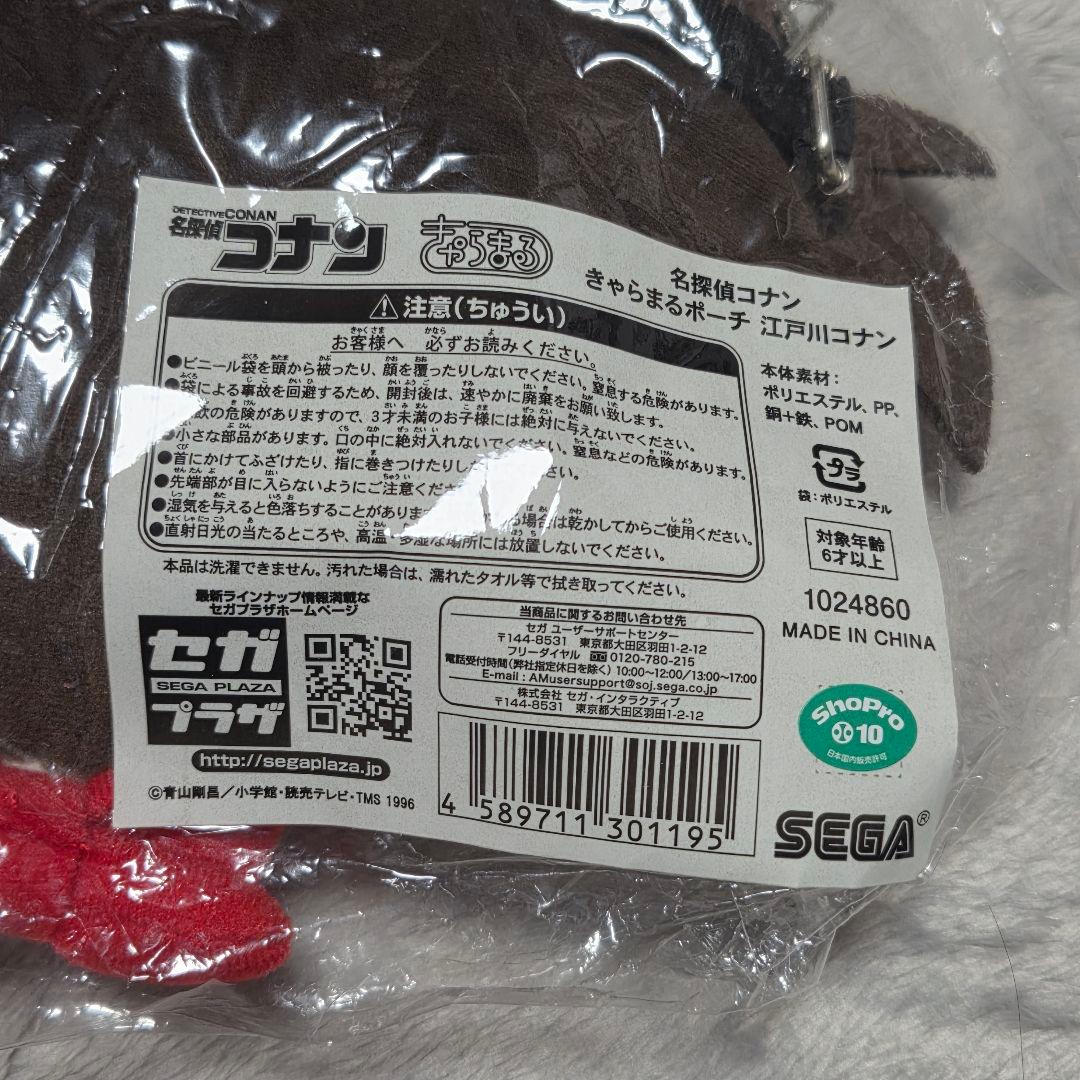 DETECTIVE CONAN
名探偵コナン
きゃらまる
名探偵コナン
きゃらまるポーチ 江戸川コナン
⚠注意(ちゅうい)
お客様へ 必ずお読みください。
●ビニール袋を頭から被ったり、顔を覆ったりしないでください。窒息する危険があります。
●袋による事故を回避するため、開封後は、速やかに廃棄をお願い致します。
飲の危険がありますので、3才未満のお子様には絶対に与えないでください。
小さな部品があります。口の中に絶対入れないでください。窒息などの危険があります。
●首にかけてふざけたり、指に巻きつけたりし
い。
●先端部が目に入らないようにご注意くださ
●湿気を与えると色落ちすることがありま
場合は乾かしてからご使用ください。
●直射日光の当たるところや、高温・多湿な場所には放置しないでください。
本品は洗濯できません。汚れた場合は、濡れたタオル等で拭き取ってください。
本体素材:
ポリエステル、PP、
銅+鉄、POM
プラ
袋:ポリエステル
対象年齢
6才以上
1024860
MADE IN CHINA
最新ラインナップ情報満載な
セガプラザホームページ
セガ
SEGA PLAZA
プラザ
http://segaplaza.jp
©青山剛昌/小学館・読売テレビ・TMS 1996
当商品に関するお問い合わせ先
セガ ユーザーサポートセンター
〒144-8531 東京都大田区羽田1-2-12
フリーダイヤル 0120-780-215
電話受付時間(弊社指定休日を除く) 10:00~12:00/13:00~17:00
E-mail : AMusersupport@soj.sega.co.jp
株式会社 セガ・インタラクティブ
〒144-8531 東京都大田区羽田1-2-12
4 589711 301195
ShoPro
10
日本国内販売許可
SEGA®